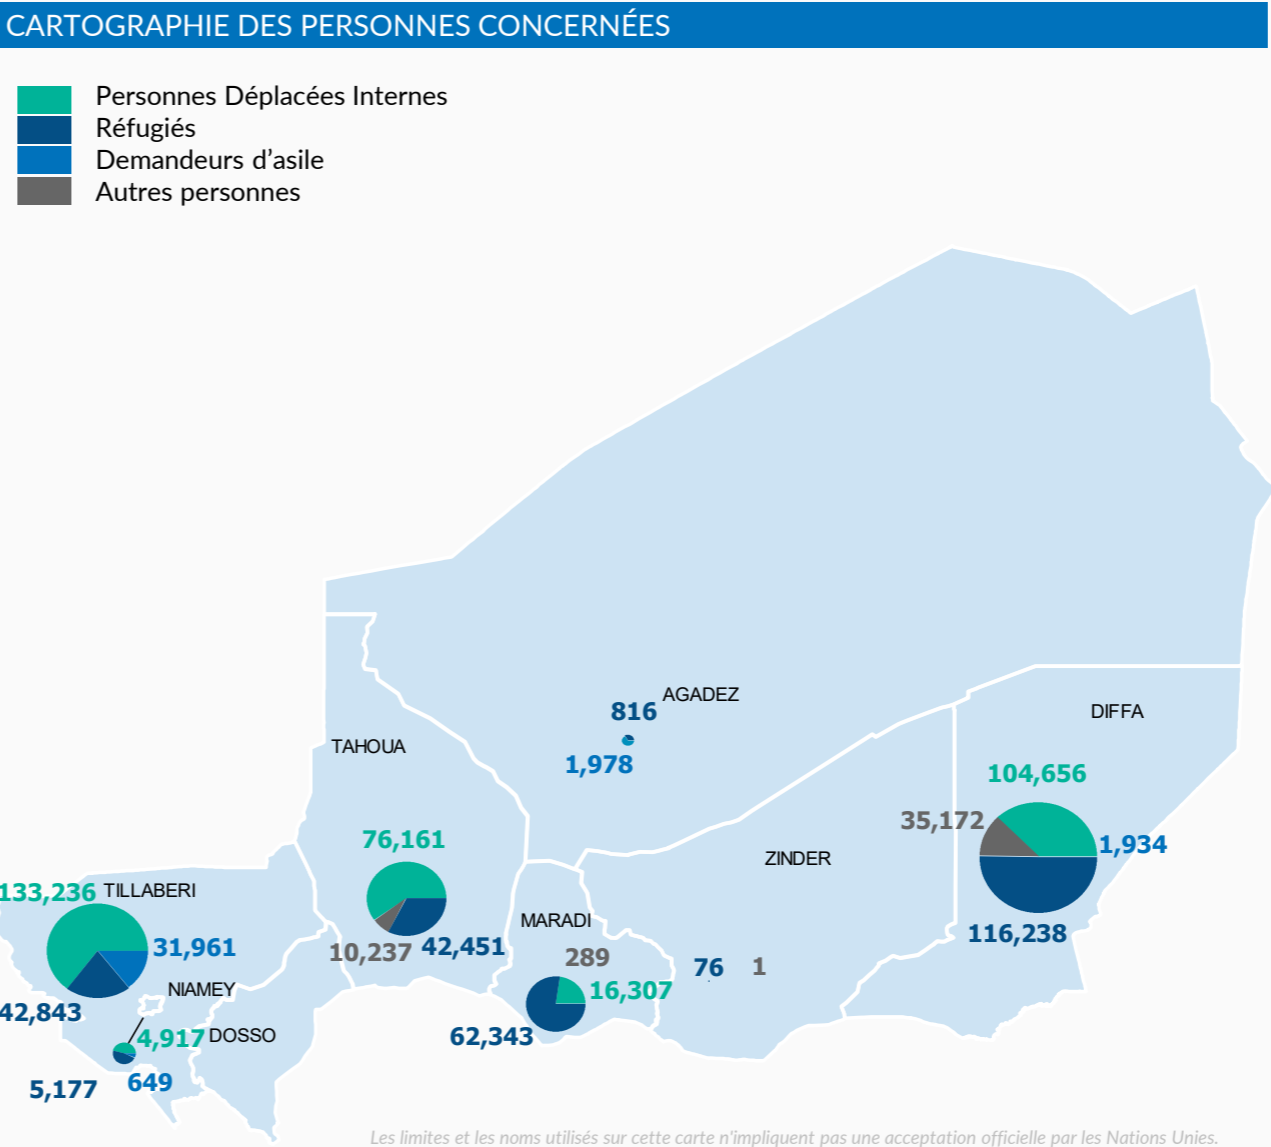 CARTOGRAPHIE DES PERSONNES CONCERNÉES
Personnes Déplacées Internes
Réfugiés
Demandeurs d'asile
Autres personnes
AGADEZ
816
1,978
DIFFA
104,656
35,172
1,934
116,238
TAHOUA
76,161
10,237
42,451
ZINDER
76
1
MARADI
289
16,307
62,343
133,236
TILLABERI
31,961
42,843
NIAMEY
4,917
5,177
649
DOSSO
Les limites et les noms utilisés sur cette carte n'impliquent pas une acceptation officielle par les Nations Unies.